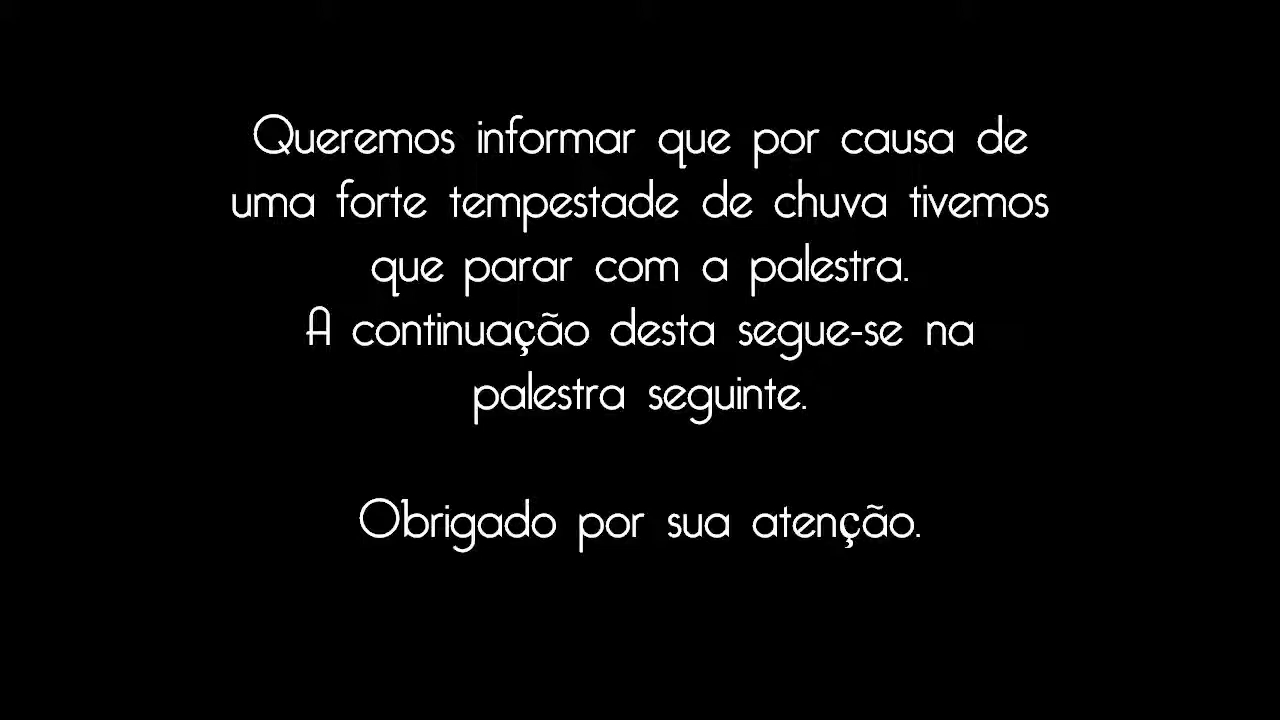 Queremos informar que por causa de
uma forte tempestade de chuva tivemos
que parar com a palestra.
A continuação desta segue-se na
palestra seguinte.
Obrigado por sua atenção.